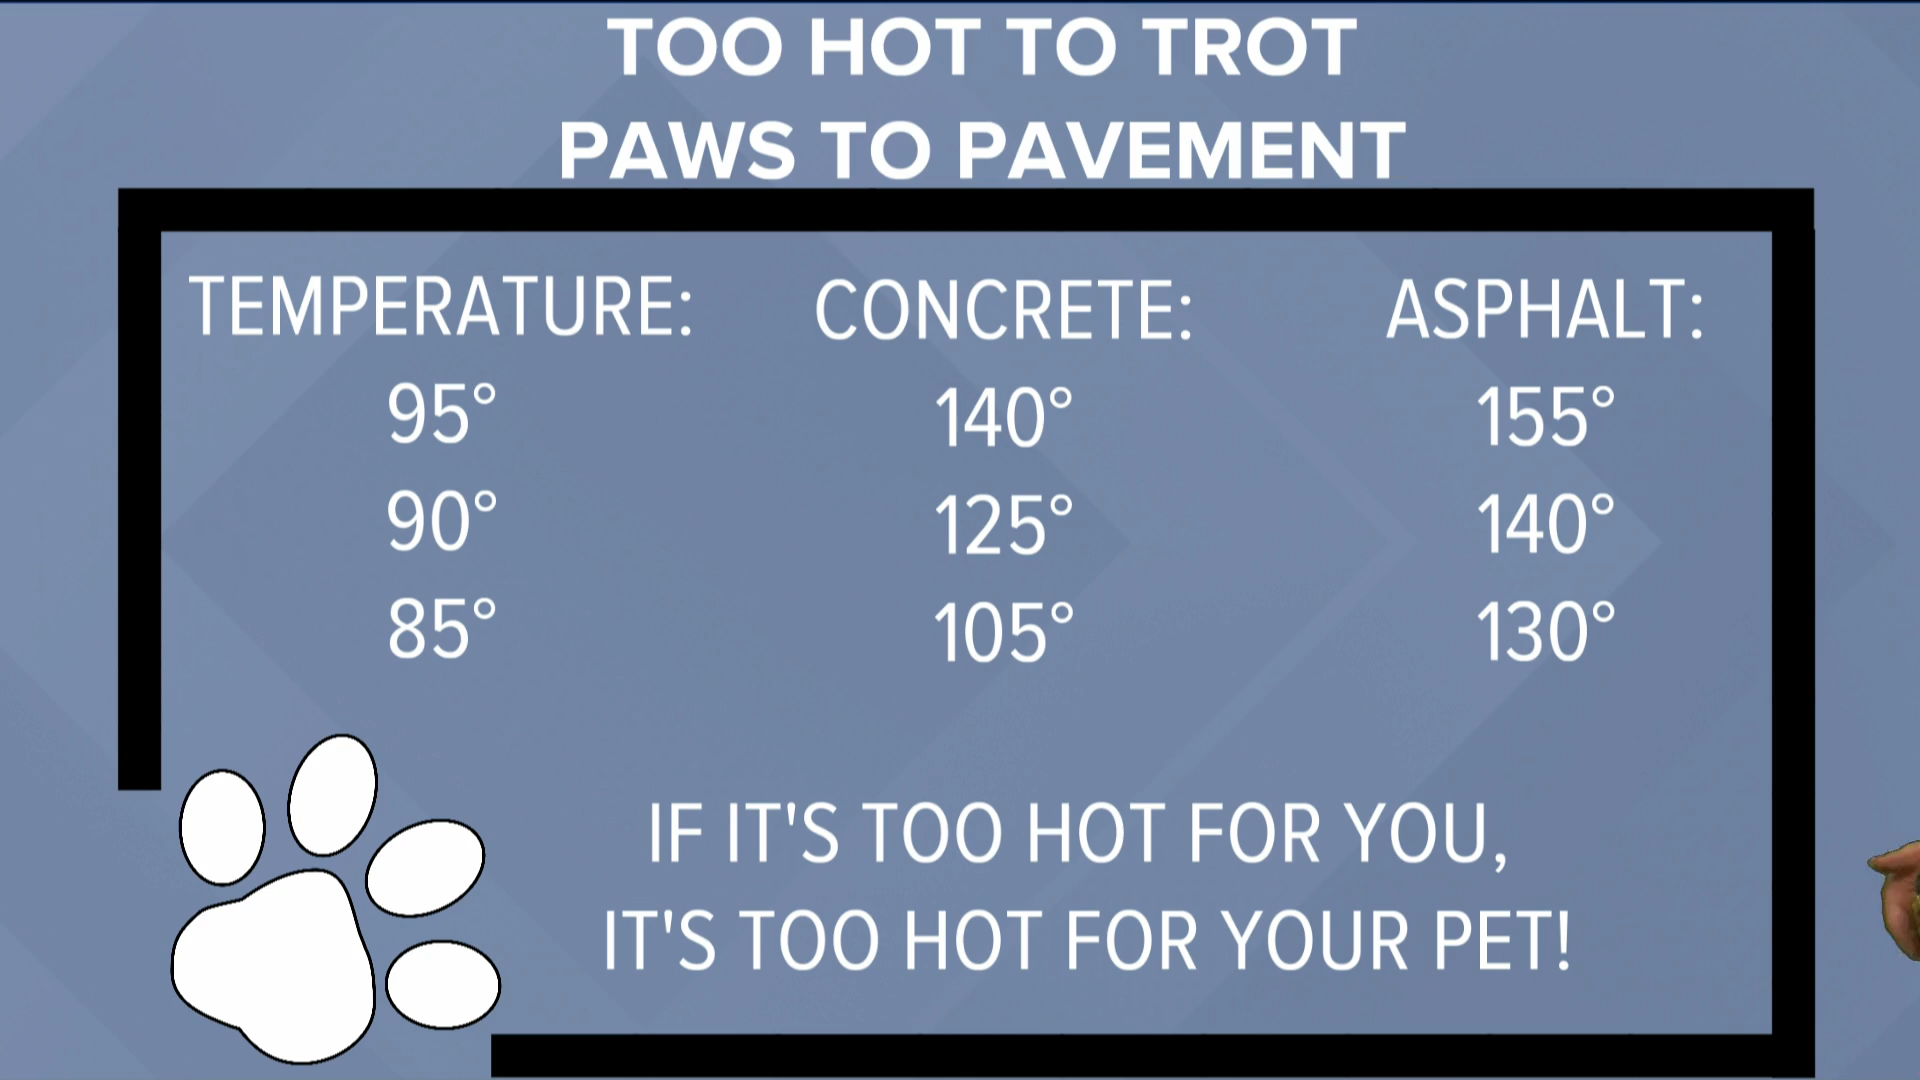 TOO HOT TO TROT
PAWS TO PAVEMENT
TEMPERATURE: CONCRETE: ASPHALT:
95° 140° 155°
90° 125° 140°
85° 105° 130°
IF IT'S TOO HOT FOR YOU,
IT'S TOO HOT FOR YOUR PET!